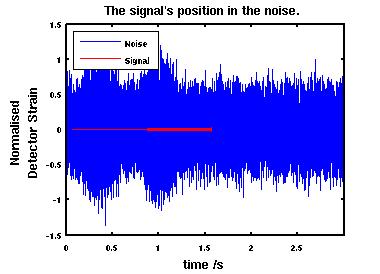 The signal's position in the noise.
1.5
1
0.5
0
-0.5
-1
-1.5
Normalised
Detector Strain
Noise
Signal
0
0.5
1
1.5
2
2.5
time /s